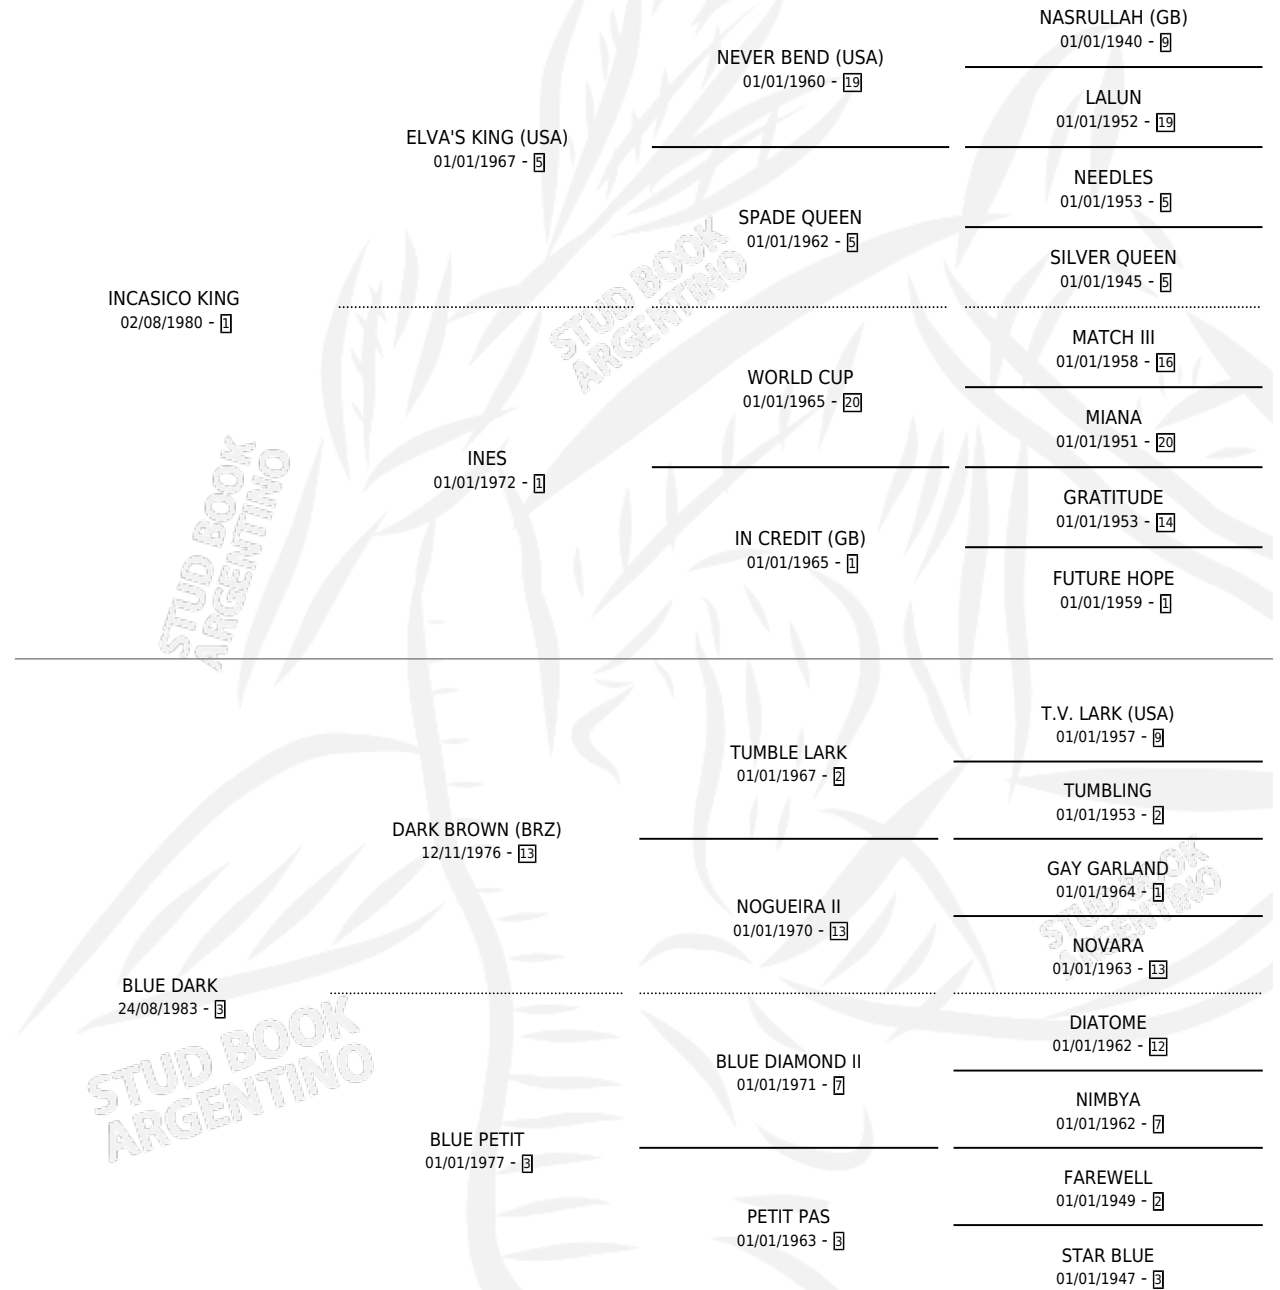 NASRULLAH (GB)
01/01/1940 - 9
NEVER BEND (USA)
01/01/1960 - 19
LALUN
01/01/1952 - 19
ELVA'S KING (USA)
01/01/1967 - 5
NEEDLES
01/01/1953 - 5
SPADE QUEEN
01/01/1962 - 5
SILVER QUEEN
01/01/1945 - 5
INCASICO KING
02/08/1980 - 1
MATCH III
01/01/1958 - 16
WORLD CUP
01/01/1965 - 20
MIANA
01/01/1951 - 20
INES
01/01/1972 - 1
GRATITUDE
01/01/1953 - 14
IN CREDIT (GB)
01/01/1965 - 1
FUTURE HOPE
01/01/1959 - 1
T.V. LARK (USA)
01/01/1957 - 9
TUMBLE LARK
01/01/1967 - 2
TUMBLING
01/01/1953 - 2
DARK BROWN (BRZ)
12/11/1976 - 13
GAY GARLAND
01/01/1964 - 1
NOGUEIRA II
01/01/1970 - 13
NOVARA
01/01/1963 - 13
BLUE DARK
24/08/1983 - 3
DIATOME
01/01/1962 - 12
BLUE DIAMOND II
01/01/1971 - 7
NIMBYA
01/01/1962 - 7
BLUE PETIT
01/01/1977 - 3
FAREWELL
01/01/1949 - 2
PETIT PAS
01/01/1963 - 3
STAR BLUE
01/01/1947 - 3
STUD BOOK
ARGENTINO
STUD BOOK
ARGENTINO
STUD BOOK
ARGENTINO
STUD BOOK
ARGENTINO